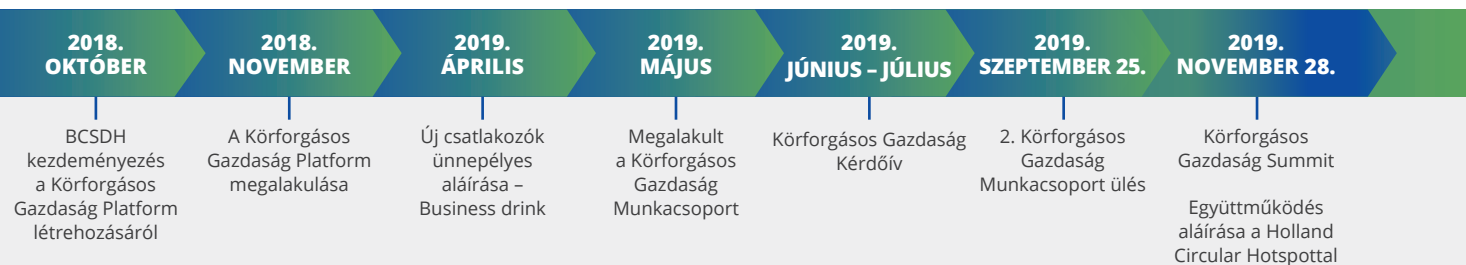 2018.
OKTÓBER
BCSDH
kezdeményezés
a Körforgásos
Gazdaság Platform
létrehozásáról
2018.
NOVEMBER
A Körforgásos
Gazdaság Platform
megalakulása
2019.
ÁPRILIS
Új csatlakozók
ünnepélyes
aláírása –
Business drink
2019.
MÁJUS
Megalakult
a Körforgásos
Gazdaság
Munkacsoport
2019.
JÚNIUS – JÚLIUS
Körforgásos Gazdaság
Kérdőív
2019.
SZEPTEMBER 25.
2. Körforgásos
Gazdaság
Munkacsoport ülés
2019.
NOVEMBER 28.
Körforgásos
Gazdaság Summit
Együttműködés
aláírása a Holland
Circular Hotspottal